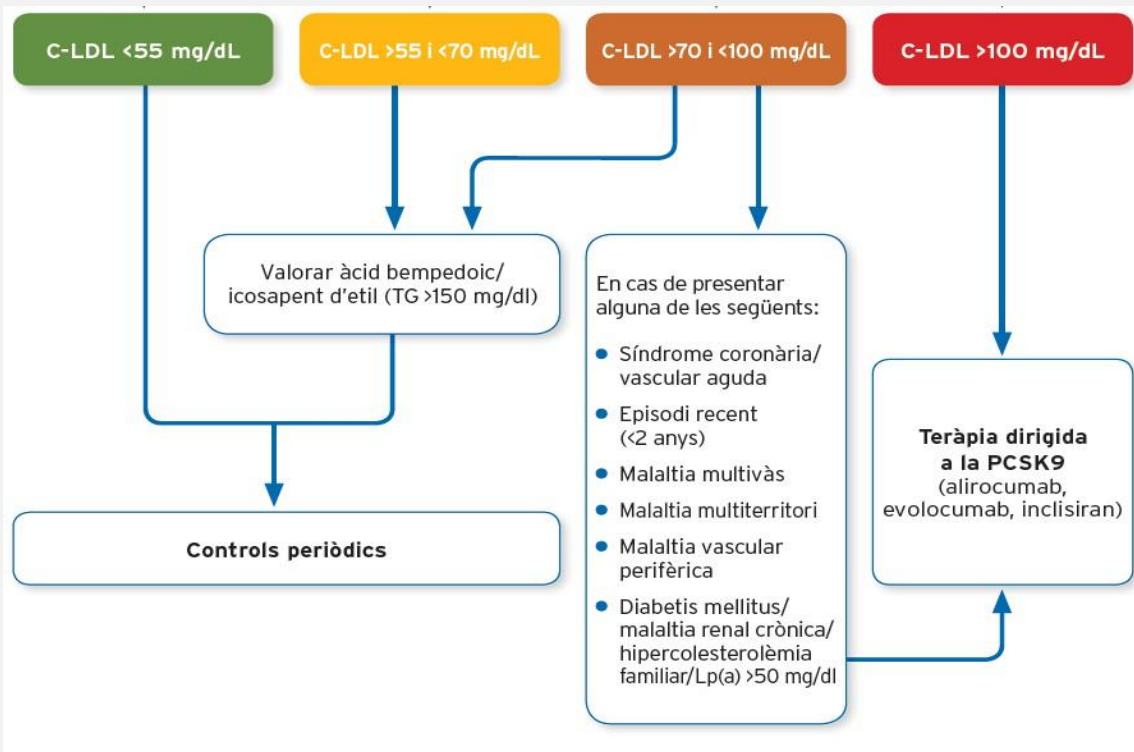 C-LDL <55 mg/dL
C-LDL >55 i <70 mg/dL
C-LDL >70 i <100 mg/dL
C-LDL >100 mg/dL
Valorar àcid bempedoic/
icosapent d'etil (TG >150 mg/dl)
En cas de presentar
alguna de les següents:
• Síndrome coronària/
vascular aguda
• Episodi recent
(<2 anys)
• Malaltia multivàs
• Malaltia multiterritori
• Malaltia vascular
perifèrica
• Diabetis mellitus/
malaltia renal crònica/
hipercolesterolèmia
familiar/Lp(a) >50 mg/dl
Teràpia dirigida
a la PCSK9
(alirocumab,
evolocumab, inclisiran)
Controls periòdics